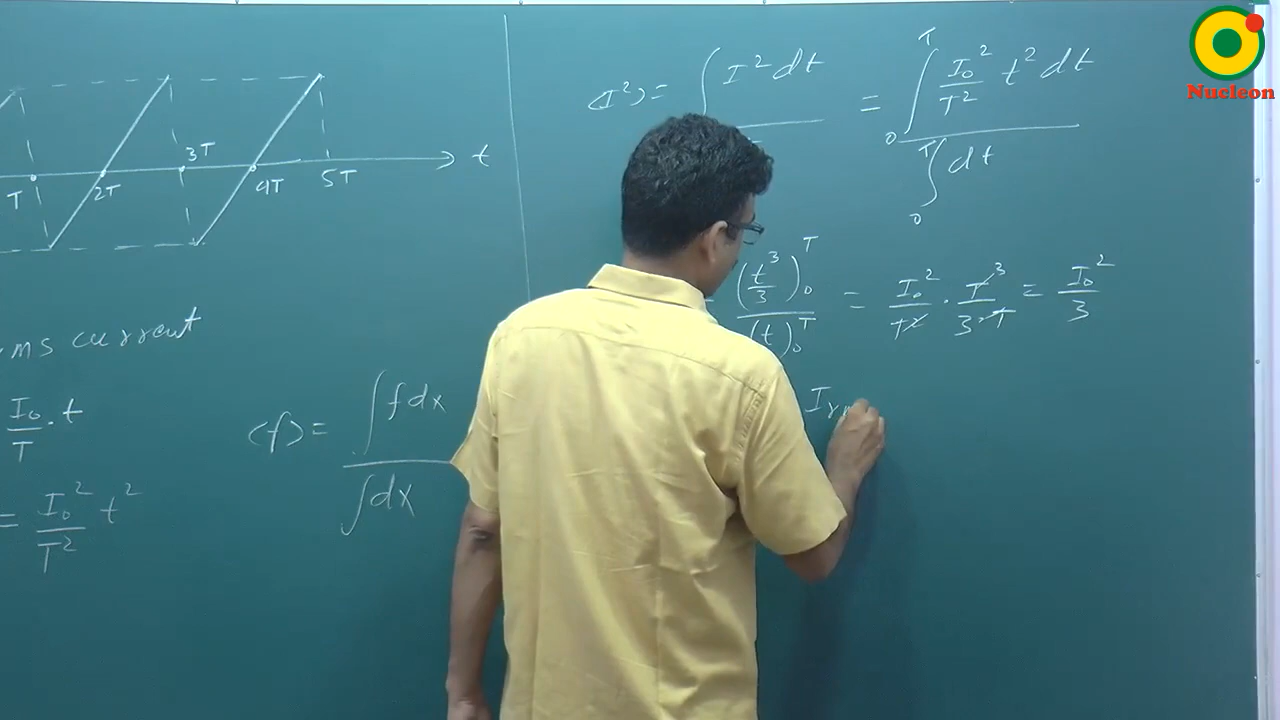 T 2T 3T 4T 5T t
ms current
I₀/T · t
= I₀²/T² t²
⟨f⟩ = ∫f dx / ∫dx
⟨I²⟩ = ∫I² dt = ∫₀ᵀ I₀²/T² t² dt / ∫₀ᵀ dt
(t³/3)₀ᵀ / (t)₀ᵀ = I₀²/T² · T³/3·T = I₀²/3
I
Nucleon